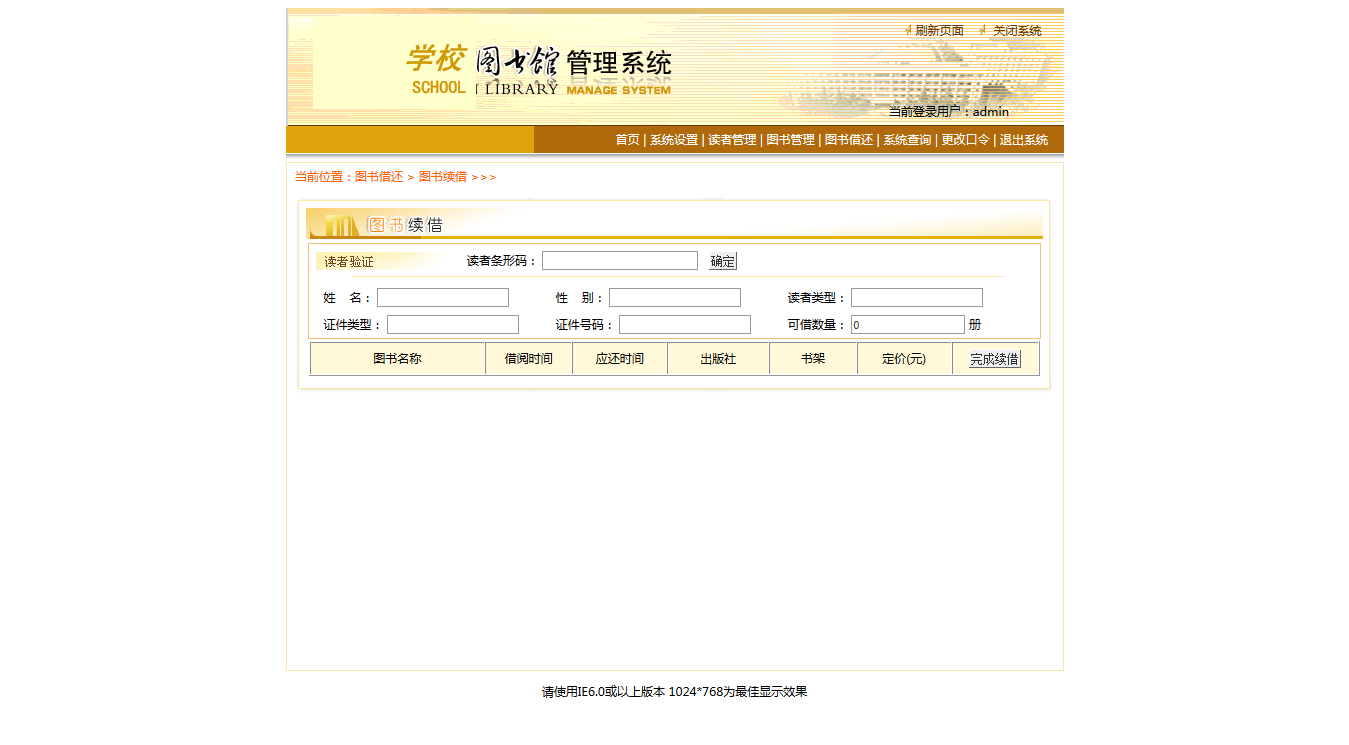 刷新页面 关闭系统
学校 图书馆 管理系统
SCHOOL LIBRARY MANAGE SYSTEM
当前登录用户：admin
首页 | 系统设置 | 读者管理 | 图书管理 | 图书借还 | 系统查询 | 更改口令 | 退出系统
当前位置：图书借还 > 图书续借 >>>
图书续借
读者验证 读者条形码： 确定
姓 名： 性 别： 读者类型：
证件类型： 证件号码： 可借数量： 0 册
图书名称 借阅时间 应还时间 出版社 书架 定价(元) 完成续借
请使用IE6.0或以上版本 1024*768为最佳显示效果